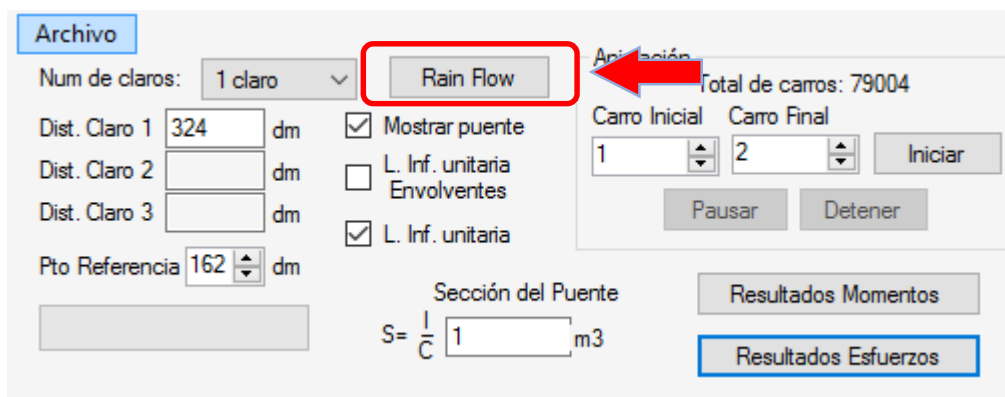 Archivo
Num de claros: 1 claro
Rain Flow
Dist. Claro 1 324 dm
Dist. Claro 2 dm
Dist. Claro 3 dm
Pto Referencia 162 dm
Mostrar puente
L. Inf. unitaria
Envolventes
L. Inf. unitaria
Sección del Puente
S= I/C 1 m3
Animación
Total de carros: 79004
Carro Inicial Carro Final
1 2 Iniciar
Pausar Detener
Resultados Momentos
Resultados Esfuerzos